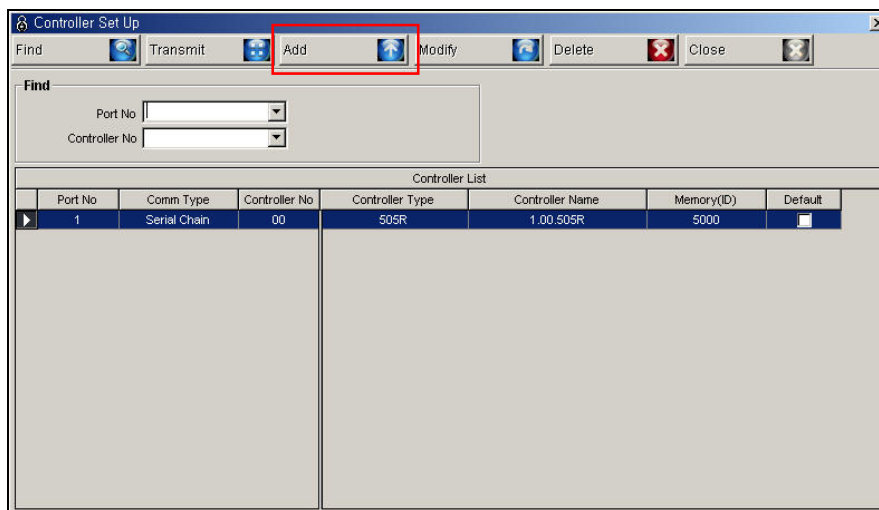 Controller Set Up
Find Transmit Add Modify Delete Close
Find
Port No
Controller No
Controller List
Port No Comm Type Controller No Controller Type Controller Name Memory(ID) Default
1 Serial Chain 00 505R 1.00.505R 5000